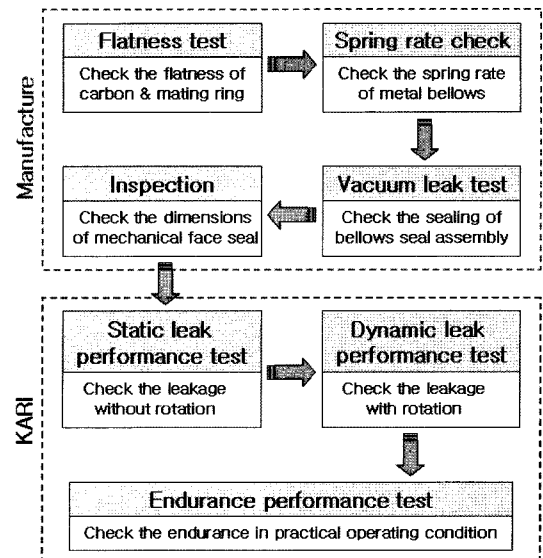 Manufacture
Flatness test
Check the flatness of
carbon & mating ring
Spring rate check
Check the spring rate
of metal bellows
Vacuum leak test
Check the sealing of
bellows seal assembly
Inspection
Check the dimensions
of mechanical face seal
KARI
Static leak
performance test
Check the leakage
without rotation
Dynamic leak
performance test
Check the leakage
with rotation
Endurance performance test
Check the endurance in practical operating condition